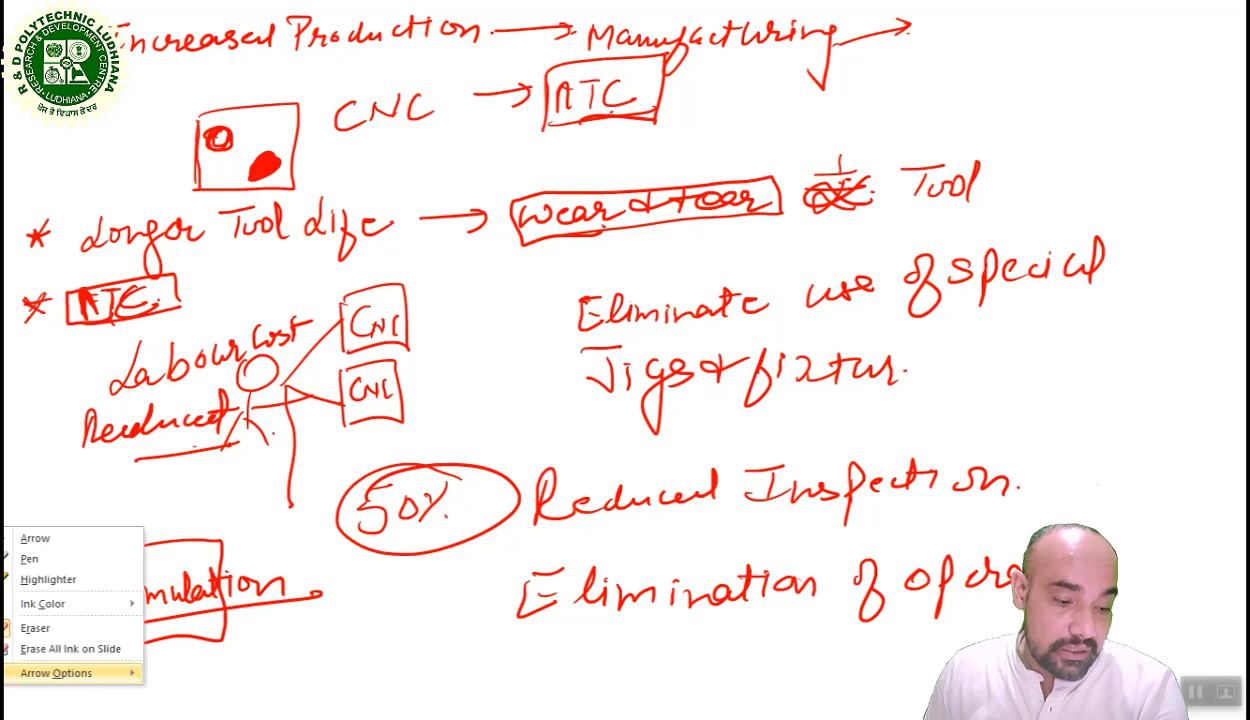 R & D POLYTECHNIC LUDHIANA
RESEARCH & DEVELOPMENT CENTRE
LUDHIANA
Increased Production → Manufacturing →
CNC → ATC
* Longer Tool Life → Wear & tear Tool
* ATC
Labour Cost
Reduced
CNC
CNC
Eliminate use of special
Jigs & fixtur.
50% Reduced Inspection.
mulation
Elimination of
Arrow
Pen
Highlighter
Ink Color
Eraser
Erase All Ink on Slide
Arrow Options